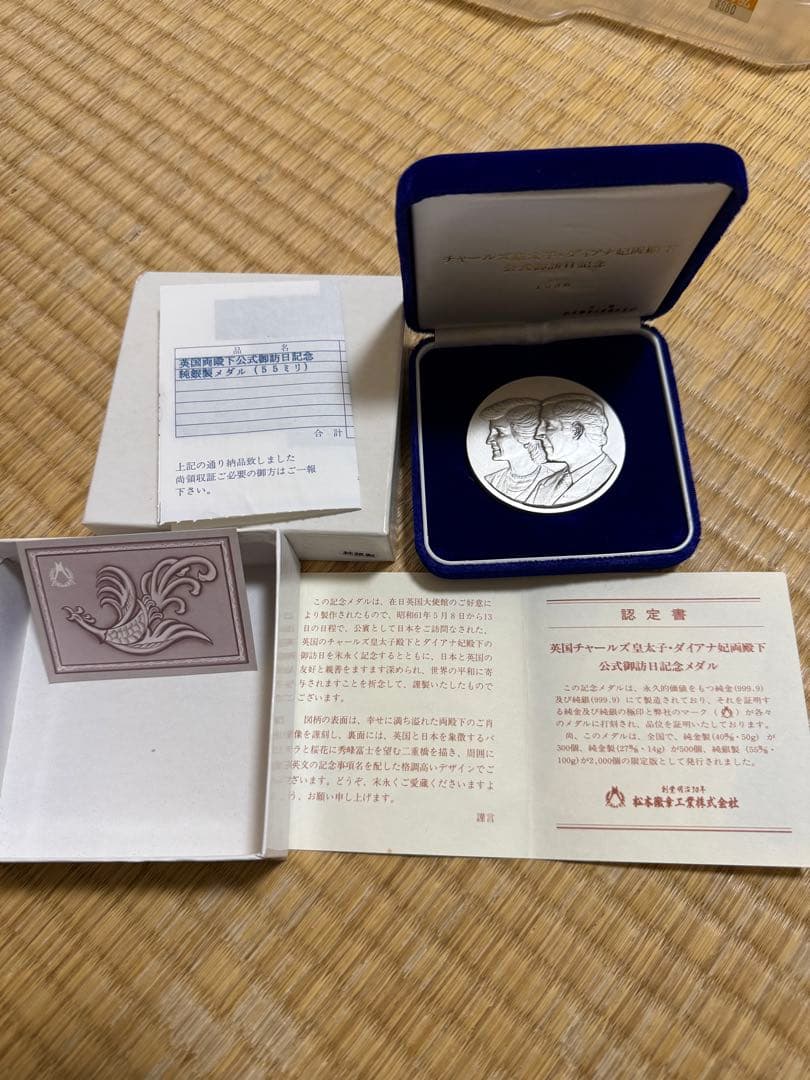 チャールズ皇太子・ダイアナ妃両殿下
公式御訪日記念
1986
品 名
英国両殿下公式御訪日記念
純銀製メダル(55ミリ)
合 計
上記の通り納品致しました
尚領収証ご必要の御方はご一報
下さい。
純銀製
この記念メダルは、在日英国大使館のご好意に
より製作されたもので、昭和61年5月8日から13
日の日程で、公賓として日本をご訪問なされた、
英国のチャールズ皇太子殿下とダイアナ妃殿下の
御訪日を末永く記念するとともに、日本と英国の
友好と親善をますます深められ、世界の平和に寄
与されますことを祈念して、謹製いたしたもので
ございます。
図柄の表面は、幸せに満ち溢れた両殿下のご肖
像を謹刻し、裏面には、英国と日本を象徴するバ
ラと桜花に秀峰富士を望む二重橋を描き、周囲に
英文の記念事項名を配した格調高いデザインでご
ざいます。どうぞ、末永くご愛蔵くださいますよ
う、お願い申し上げます。
謹言
認定書
英国チャールズ皇太子・ダイアナ妃両殿下
公式御訪日記念メダル
この記念メダルは、永久的価値をもつ純金(999.9)
及び純銀(999.9)にて製造されており、それを証明す
る純金及び純銀の極印と弊社のマーク( )が各々
のメダルに打刻され、品位を証明いたしております。
尚、このメダルは、全国で、純金製(40㎜・50g)が
300個、純金製(27㎜・14g)が500個、純銀製(55㎜・
100g)が2,000個の限定版として発行されました。
創業明治30年
松本徽章工業株式会社